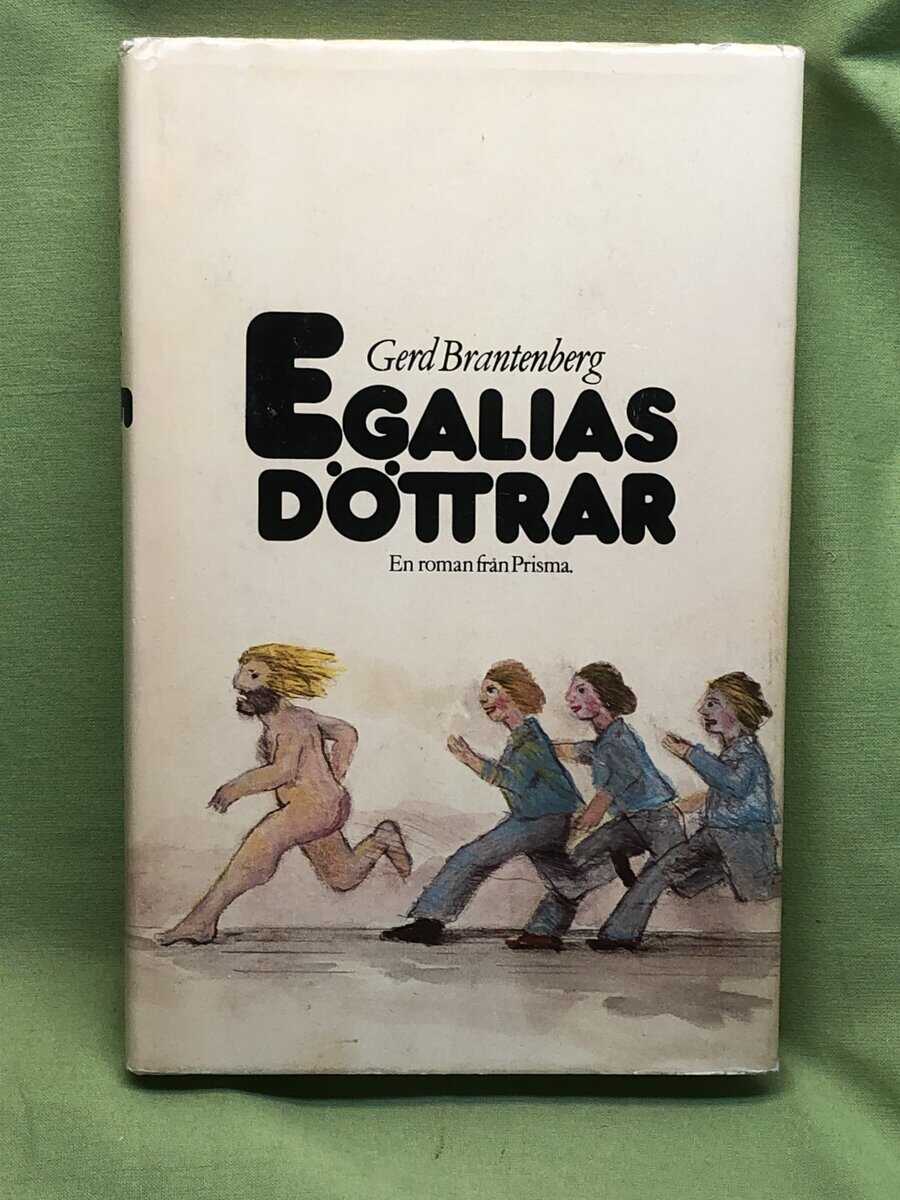 Gerd Brantenberg
EGALIAS
DÖTTRAR
En roman från Prisma.